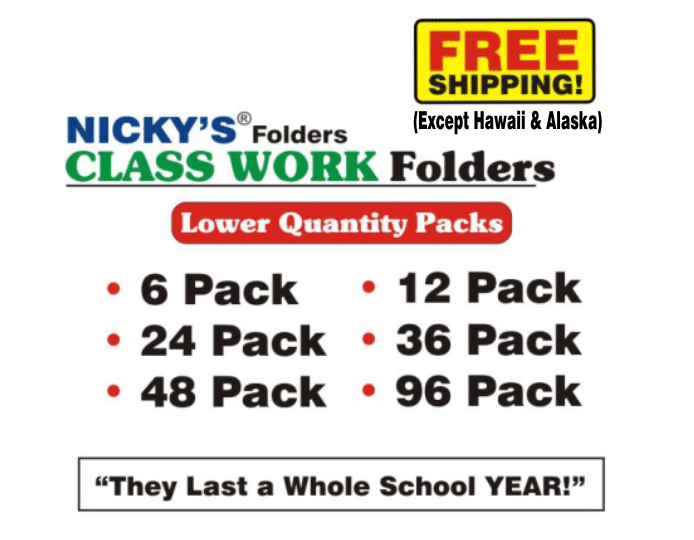 FREE
SHIPPING!
(Except Hawaii & Alaska)
NICKY'S® Folders
CLASS WORK Folders
Lower Quantity Packs
• 6 Pack • 12 Pack
• 24 Pack • 36 Pack
• 48 Pack • 96 Pack
“They Last a Whole School YEAR!”